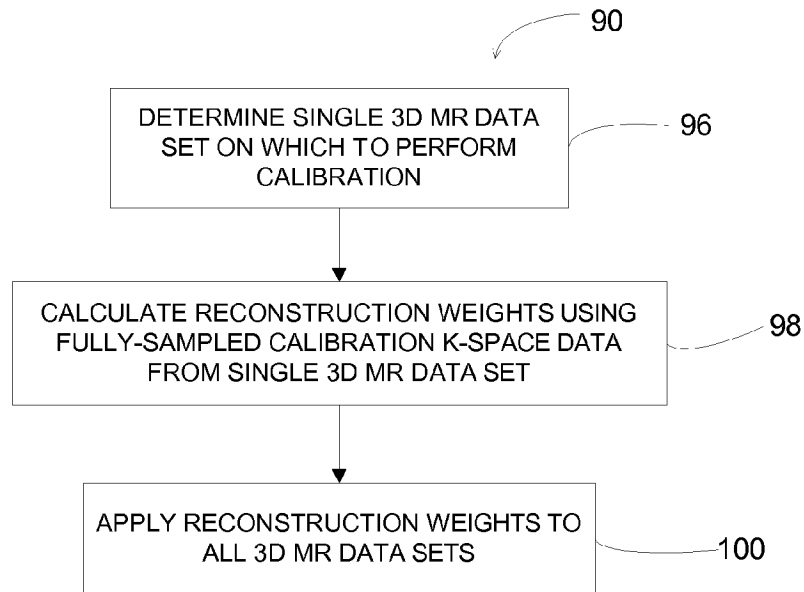 90
DETERMINE SINGLE 3D MR DATA
SET ON WHICH TO PERFORM
CALIBRATION
96
CALCULATE RECONSTRUCTION WEIGHTS USING
FULLY-SAMPLED CALIBRATION K-SPACE DATA
FROM SINGLE 3D MR DATA SET
98
APPLY RECONSTRUCTION WEIGHTS TO
ALL 3D MR DATA SETS
100